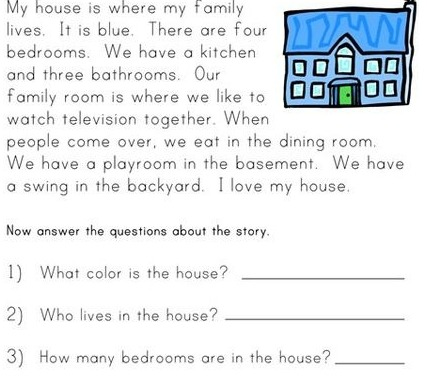 My house is where my family
lives. It is blue. There are four
bedrooms. We have a kitchen
and three bathrooms. Our
family room is where we like to
watch television together. When
people come over, we eat in the dining room.
We have a playroom in the basement. We have
a swing in the backyard. I love my house.
Now answer the questions about the story.
1) What color is the house? ____________
2) Who lives in the house? ____________
3) How many bedrooms are in the house? ______